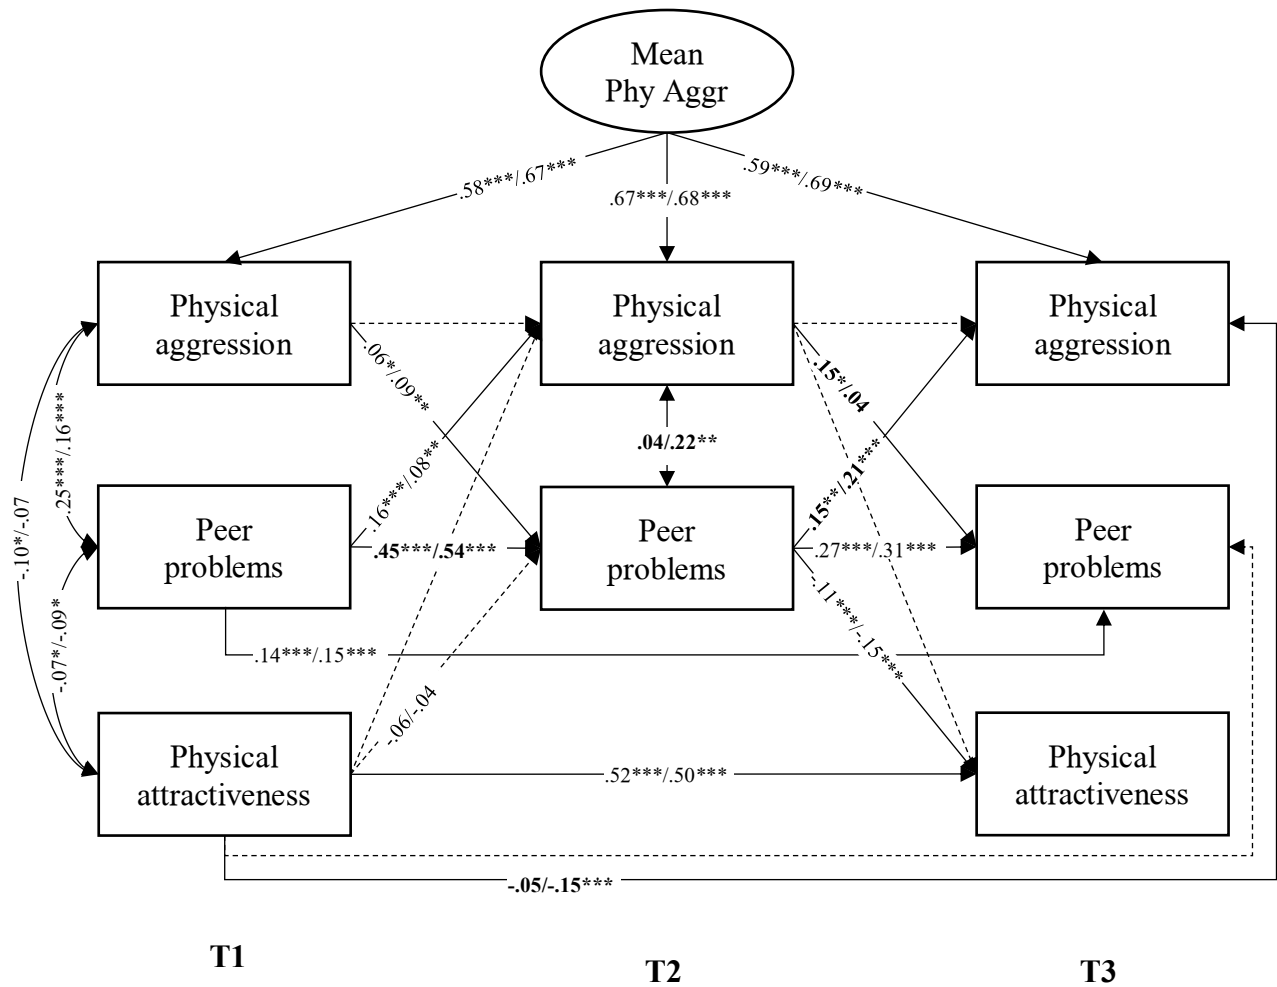 Mean
Phy Aggr
.58***/.67***
.67***/.68***
.59***/.69***
Physical
aggression
Physical
aggression
Physical
aggression
.06*/.09**
.15*/.04
.25***/.16***
.16***/.08**
.04/.22**
.15**/.21***
-.10*/-.07
Peer
problems
.45***/.54***
Peer
problems
.27***/.31***
Peer
problems
-.07*/-.09*
.11***/-.15***
.14***/.15***
-.06/-.04
Physical
attractiveness
.52***/.50***
Physical
attractiveness
-.05/-.15***
T1
T2
T3